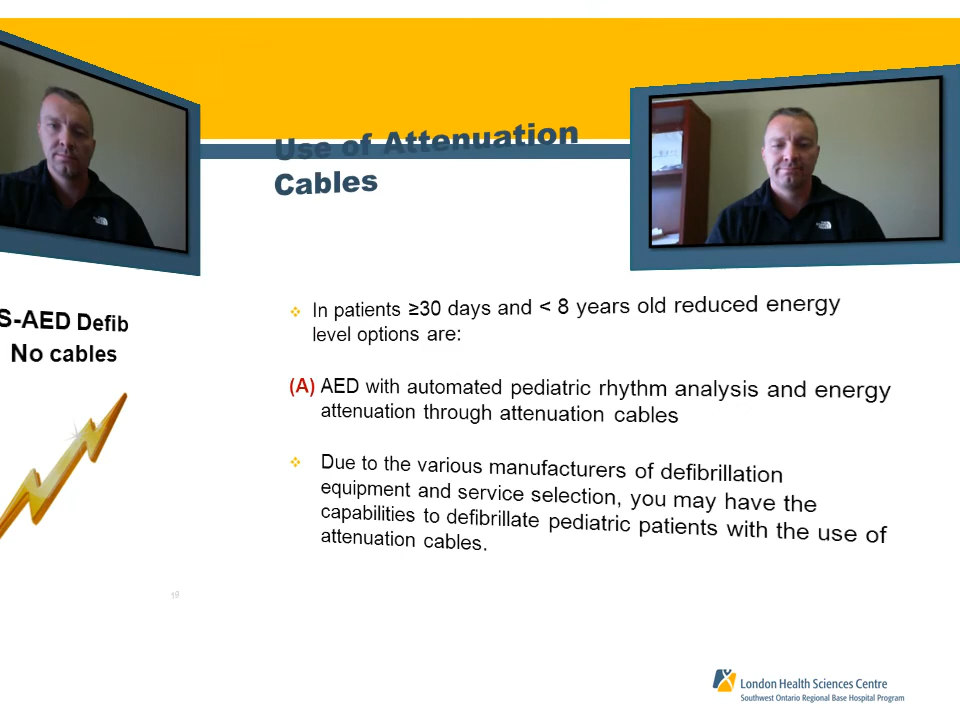 Use of Attenuation
Cables
S-AED Defib
No cables
❖ In patients ≥30 days and < 8 years old reduced energy
level options are:
(A) AED with automated pediatric rhythm analysis and energy
attenuation through attenuation cables
❖ Due to the various manufacturers of defibrillation
equipment and service selection, you may have the
capabilities to defibrillate pediatric patients with the use of
attenuation cables.
London Health Sciences Centre
Southwest Ontario Regional Base Hospital Program